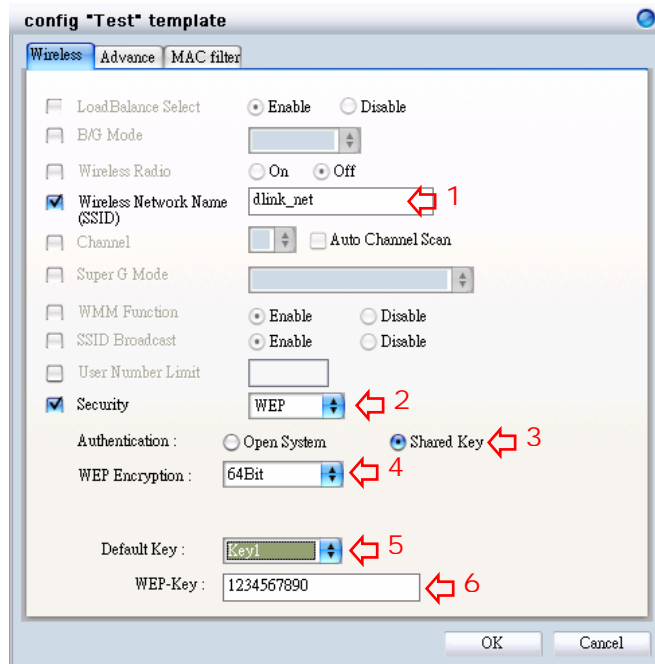 config "Test" template
Wireless Advance MAC filter
LoadBalance Select Enable Disable
B/G Mode
Wireless Radio On Off
Wireless Network Name (SSID) dlink_net 1
Channel Auto Channel Scan
Super G Mode
WMM Function Enable Disable
SSID Broadcast Enable Disable
User Number Limit
Security WEP 2
Authentication : Open System Shared Key 3
WEP Encryption : 64Bit 4
Default Key : Key1 5
WEP-Key : 1234567890 6
OK Cancel